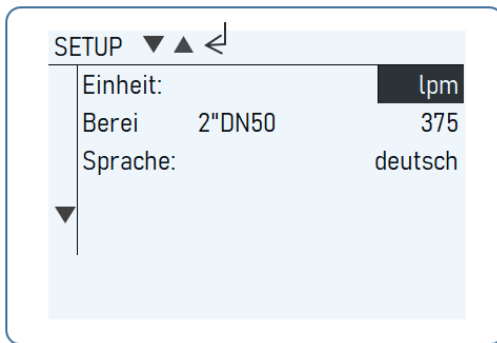 SETUP ▼ ▲ ↵
Einheit: lpm
Berei 2"DN50 375
Sprache: deutsch
▼